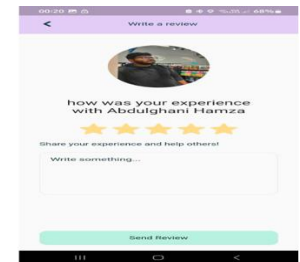 00:20
68%
Write a review
how was your experience
with Abdulghani Hamza
Share your experience and help others!
Write something...
Send Review